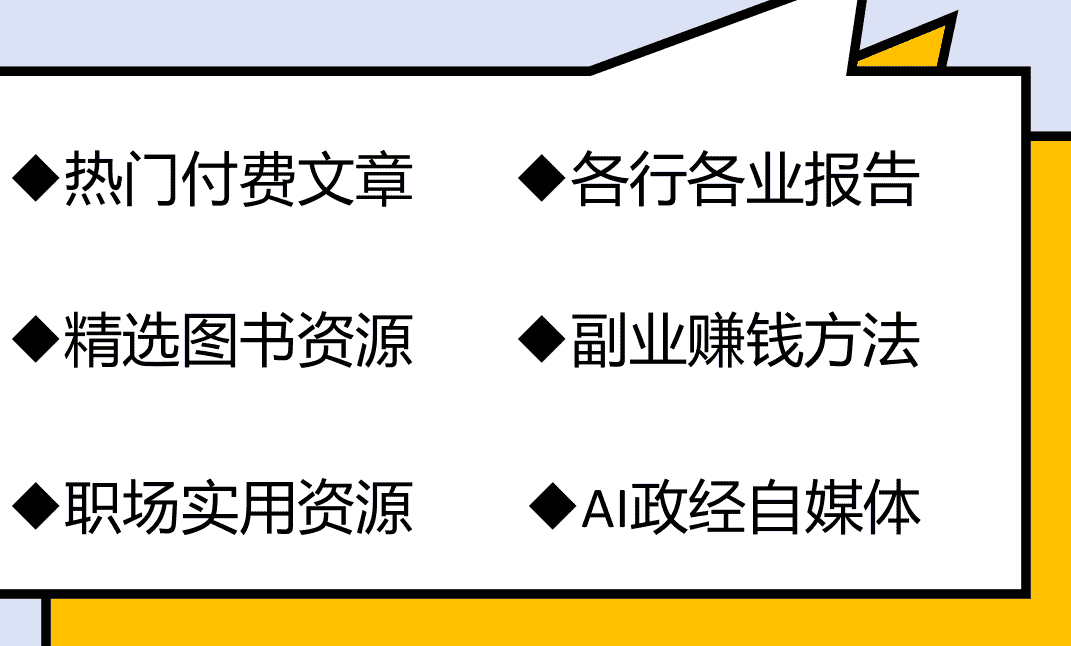 ◆热门付费文章 ◆各行各业报告
◆精选图书资源 ◆副业赚钱方法
◆职场实用资源 ◆AI政经自媒体